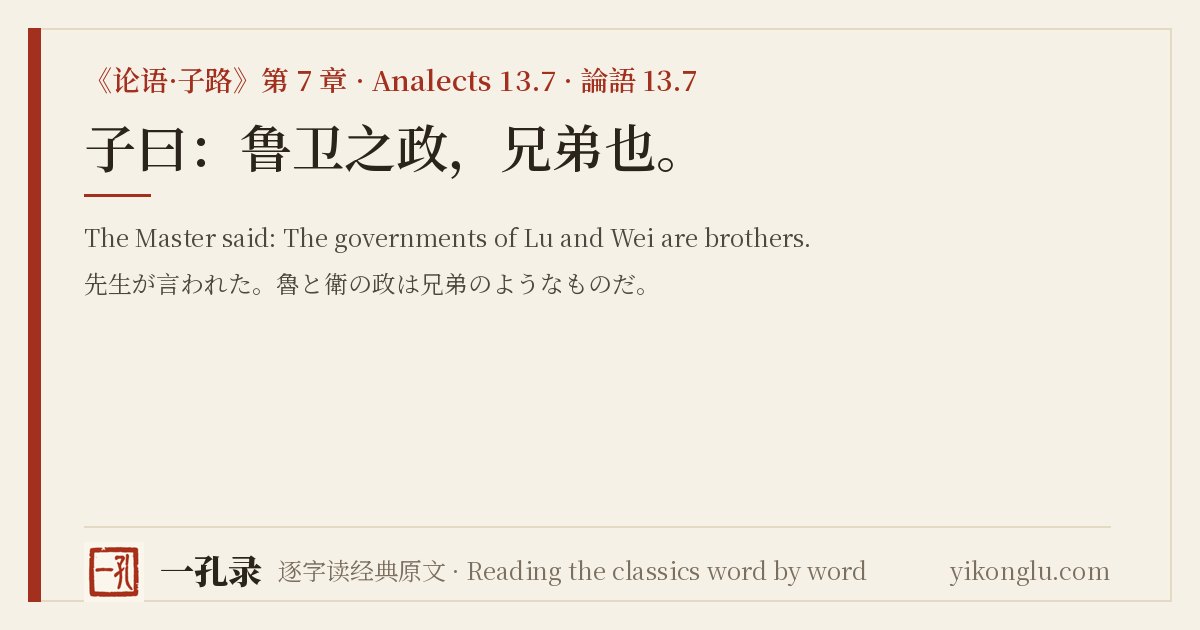 《论语·子路》第 7 章 · Analects 13.7 · 論語 13.7
子曰：鲁卫之政，兄弟也。
The Master said: The governments of Lu and Wei are brothers.
先生が言われた。魯と衛の政は兄弟のようなものだ。
一孔 一孔录 逐字读经典原文 · Reading the classics word by word yikonglu.com